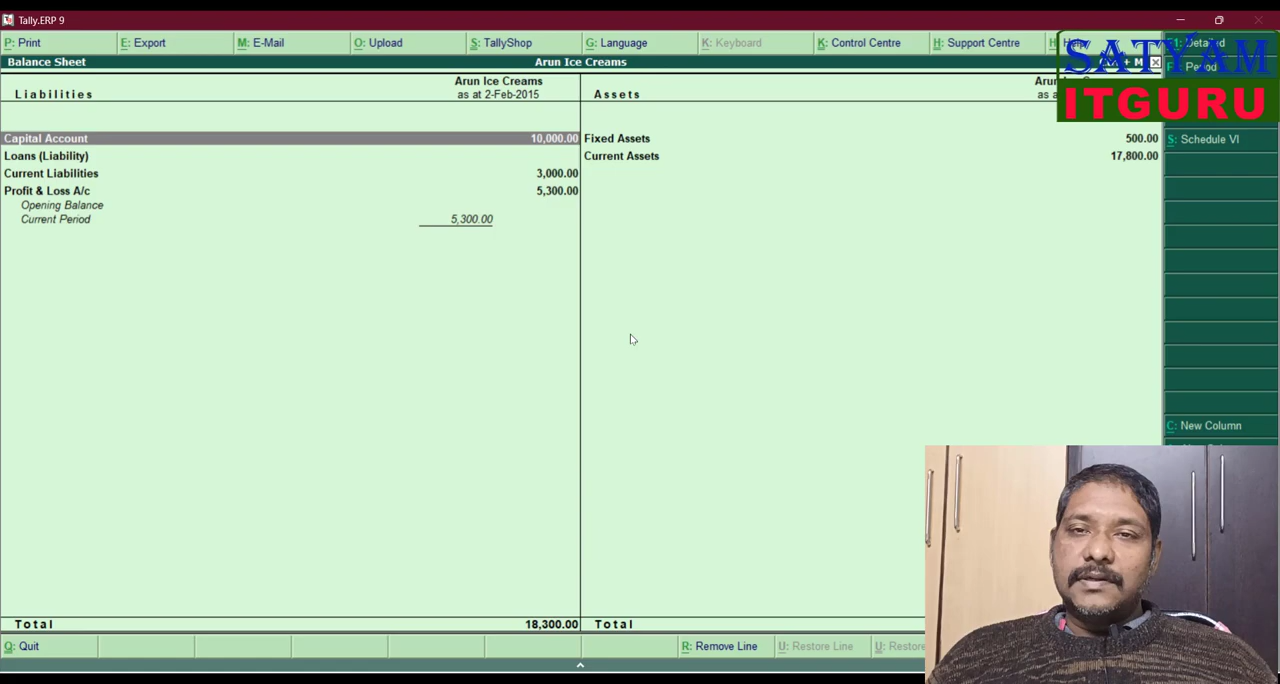 Tally.ERP 9
P: Print E: Export M: E-Mail O: Upload S: TallyShop G: Language K: Keyboard K: Control Centre H: Support Centre H
SATYAM
ITGURU
Balance Sheet Arun Ice Creams
Liabilities
Arun Ice Creams
as at 2-Feb-2015
Assets
Capital Account 10,000.00
Loans (Liability)
Current Liabilities 3,000.00
Profit & Loss A/c 5,300.00
Opening Balance
Current Period 5,300.00
Fixed Assets 500.00
Current Assets 17,800.00
S: Schedule VI
C: New Column
Total 18,300.00 Total
Q: Quit R: Remove Line U: Restore Line U: Restore